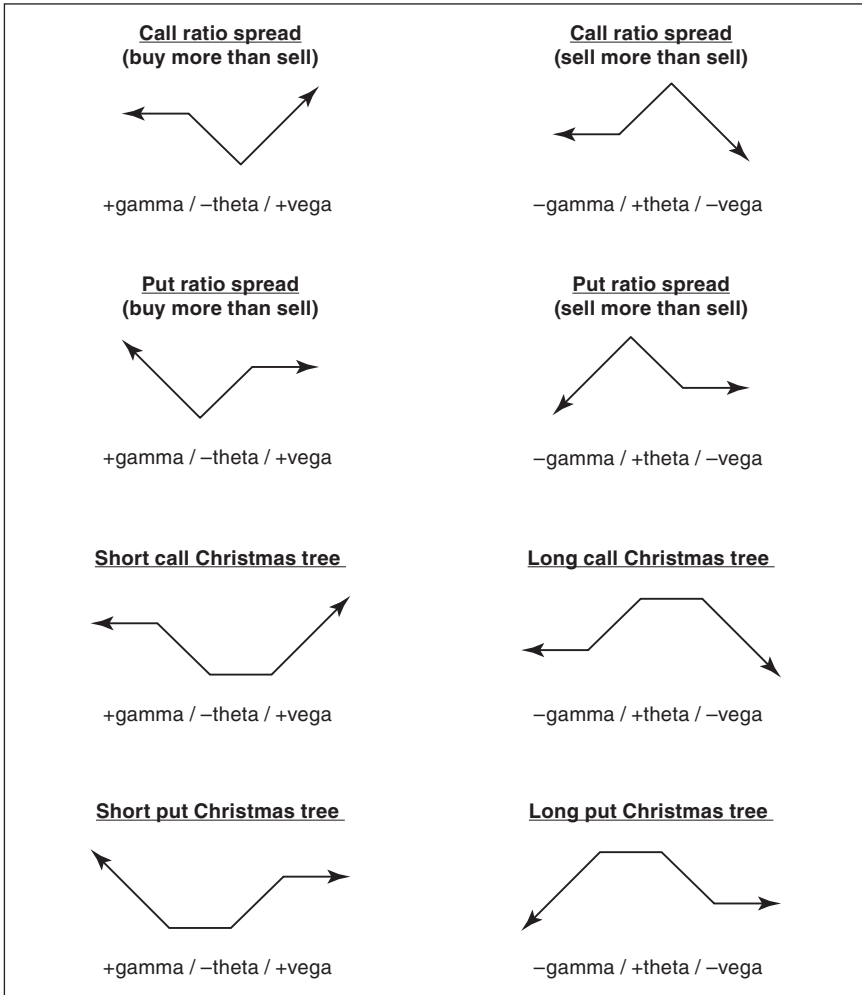 Call ratio spread
(buy more than sell)
+gamma / –theta / +vega
Call ratio spread
(sell more than sell)
–gamma / +theta / –vega
Put ratio spread
(buy more than sell)
+gamma / –theta / +vega
Put ratio spread
(sell more than sell)
–gamma / +theta / –vega
Short call Christmas tree
+gamma / –theta / +vega
Long call Christmas tree
–gamma / +theta / –vega
Short put Christmas tree
+gamma / –theta / +vega
Long put Christmas tree
–gamma / +theta / –vega